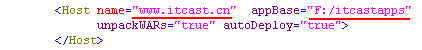 <Host name="www.itcast.cn" appBase="F:/itcastapps"
unpackWARs="true" autoDeploy="true">
</Host>